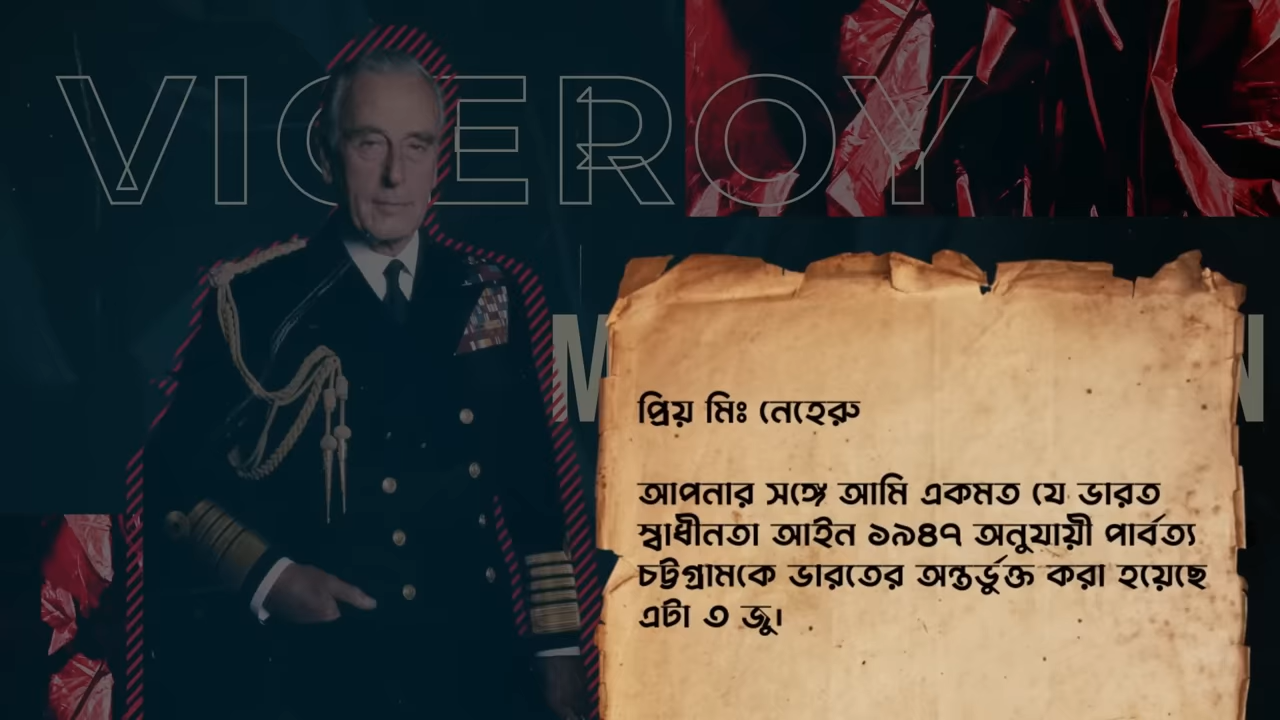 VICEROY
M N
প্রিয় মিঃ নেহেরু
আপনার সঙ্গে আমি একমত যে ভারত
স্বাধীনতা আইন ১৯৪৭ অনুযায়ী পার্বত্য
চট্টগ্রামকে ভারতের অন্তর্ভুক্ত করা হয়েছে
এটা ৩ জু।